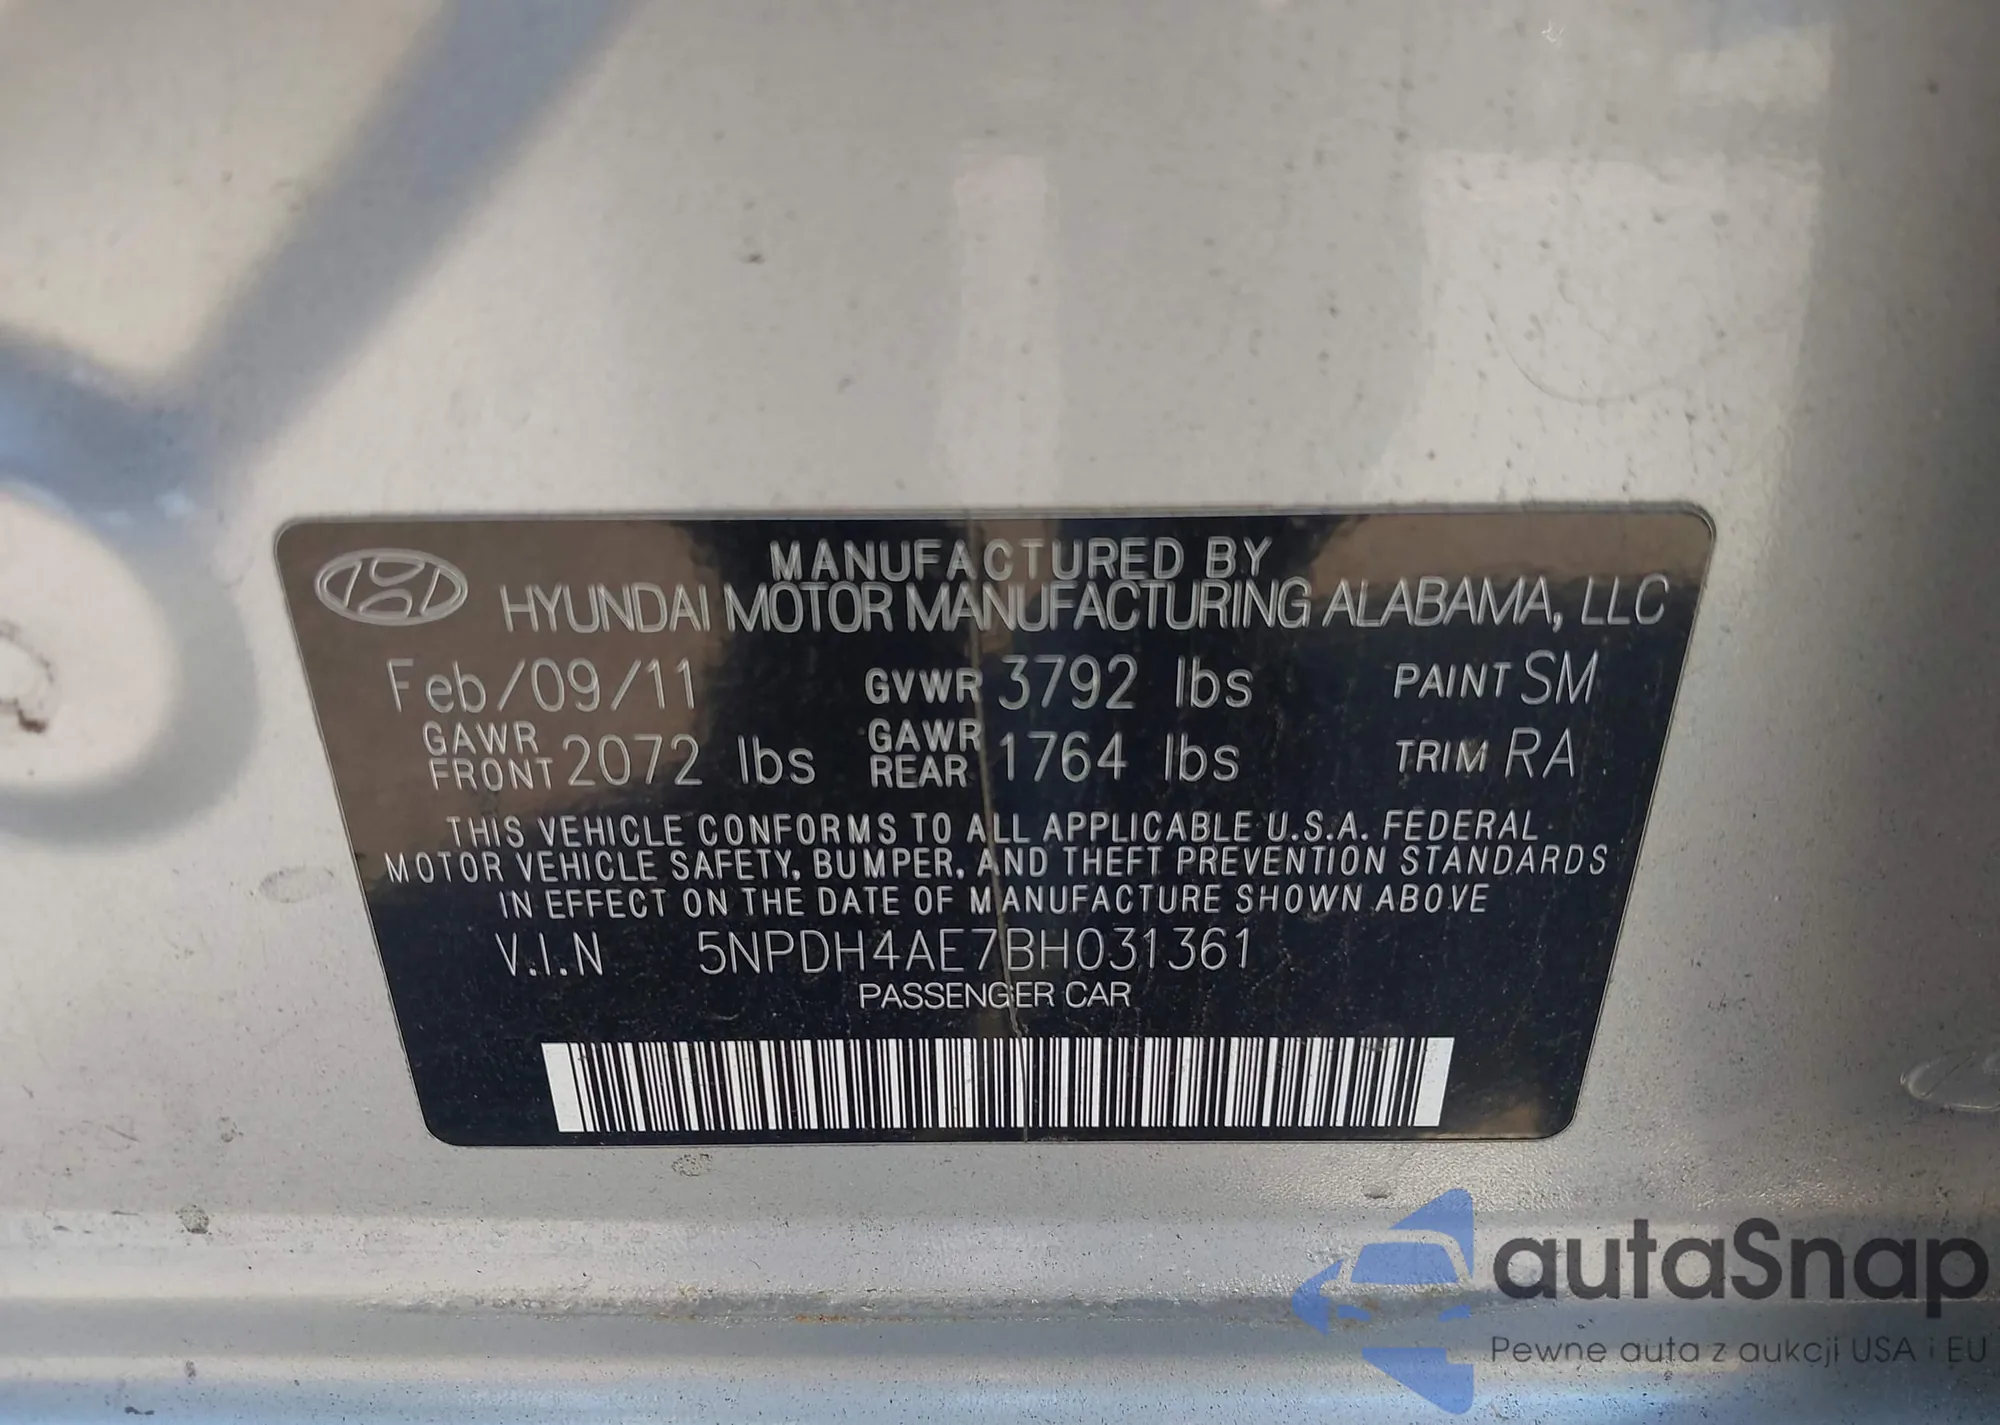 MANUFACTURED BY
HYUNDAI MOTOR MANUFACTURING ALABAMA, LLC
Feb/09/11 GVWR 3792 lbs PAINT SM
GAWR FRONT 2072 lbs GAWR REAR 1764 lbs TRIM RA
THIS VEHICLE CONFORMS TO ALL APPLICABLE U.S.A. FEDERAL
MOTOR VEHICLE SAFETY, BUMPER, AND THEFT PREVENTION STANDARDS
IN EFFECT ON THE DATE OF MANUFACTURE SHOWN ABOVE
V.I.N 5NPDH4AE7BH031361
PASSENGER CAR
autaSnap
Pewne auta z aukcji USA i EU